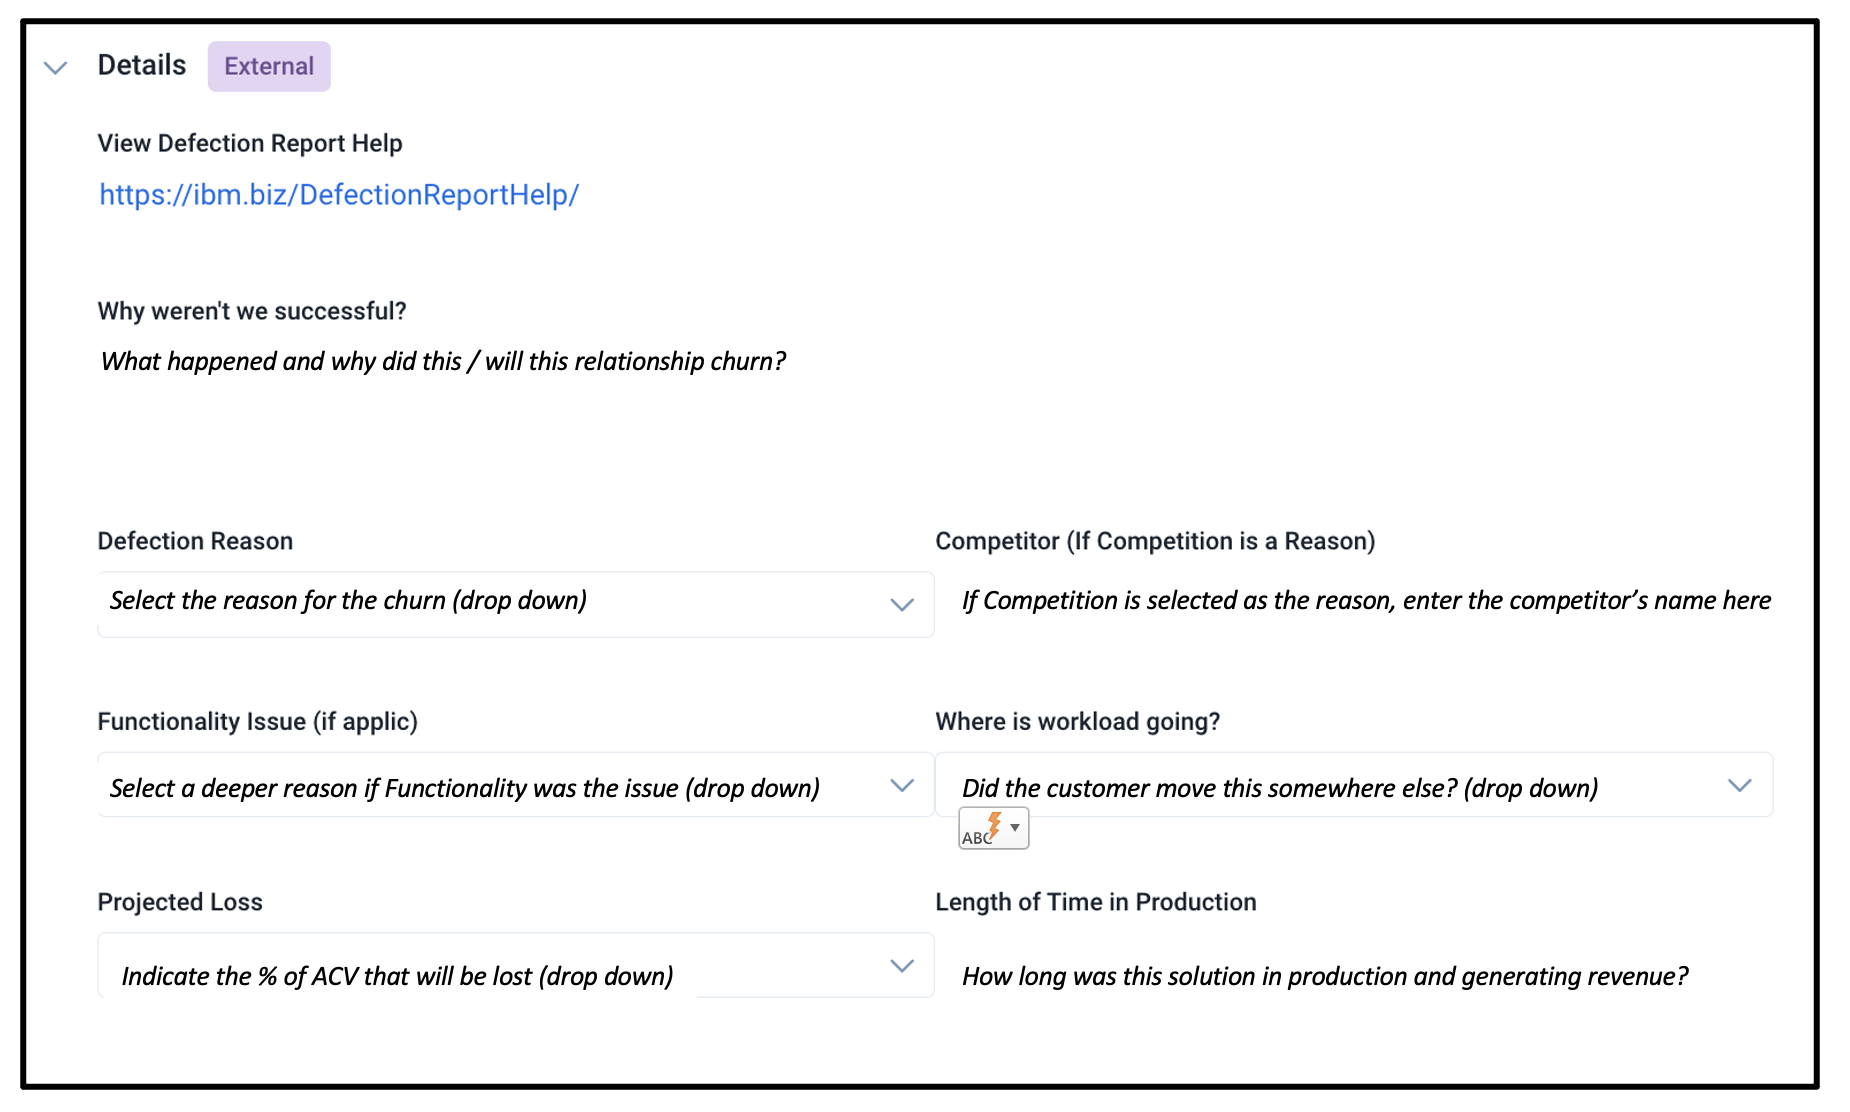 Details External
View Defection Report Help
https://ibm.biz/DefectionReportHelp/
Why weren't we successful?
What happened and why did this / will this relationship churn?
Defection Reason
Competitor (If Competition is a Reason)
Select the reason for the churn (drop down)
If Competition is selected as the reason, enter the competitor’s name here
Functionality Issue (if applic)
Where is workload going?
Select a deeper reason if Functionality was the issue (drop down)
Did the customer move this somewhere else? (drop down)
ABC
Projected Loss
Length of Time in Production
Indicate the % of ACV that will be lost (drop down)
How long was this solution in production and generating revenue?